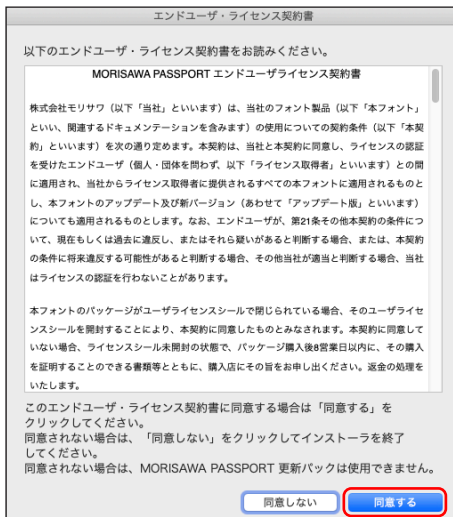 エンドユーザ・ライセンス契約書
以下のエンドユーザ・ライセンス契約書をお読みください。
MORISAWA PASSPORT エンドユーザライセンス契約書
株式会社モリサワ（以下「当社」といいます）は、当社のフォント製品（以下「本フォント」
といい、関連するドキュメンテーションを含みます）の使用についての契約条件（以下「本契
約」といいます）を次の通り定めます。本契約は、当社と本契約に同意し、ライセンスの認証
を受けたエンドユーザ（個人・団体を問わず、以下「ライセンス取得者」といいます）との間
に適用され、当社からライセンス取得者に提供されるすべての本フォントに適用されるものと
し、本フォントのアップデート及び新バージョン（あわせて「アップデート版」といいます）
についても適用されるものとします。なお、エンドユーザが、第21条その他本契約の条件につ
いて、現在もしくは過去に違反し、またはそれら疑いがあると判断する場合、または、本契約
の条件に将来違反する可能性があると判断する場合、その他当社が適当と判断する場合、当社
はライセンスの認証を行わないことがあります。
本フォントのパッケージがユーザライセンスシールで閉じられている場合、そのユーザライセ
ンスシールを開封することにより、本契約に同意したものとみなされます。本契約に同意して
いない場合、ライセンスシール未開封の状態で、パッケージ購入後8営業日以内に、その購入
を証明することのできる書類等とともに、購入店にその旨をお申し出ください。返金の処理を
いたします。
このエンドユーザ・ライセンス契約書に同意する場合は「同意する」を
クリックしてください。
同意されない場合は、「同意しない」をクリックしてインストーラを終了
してください。
同意されない場合は、MORISAWA PASSPORT 更新パックは使用できません。
同意しない
同意する